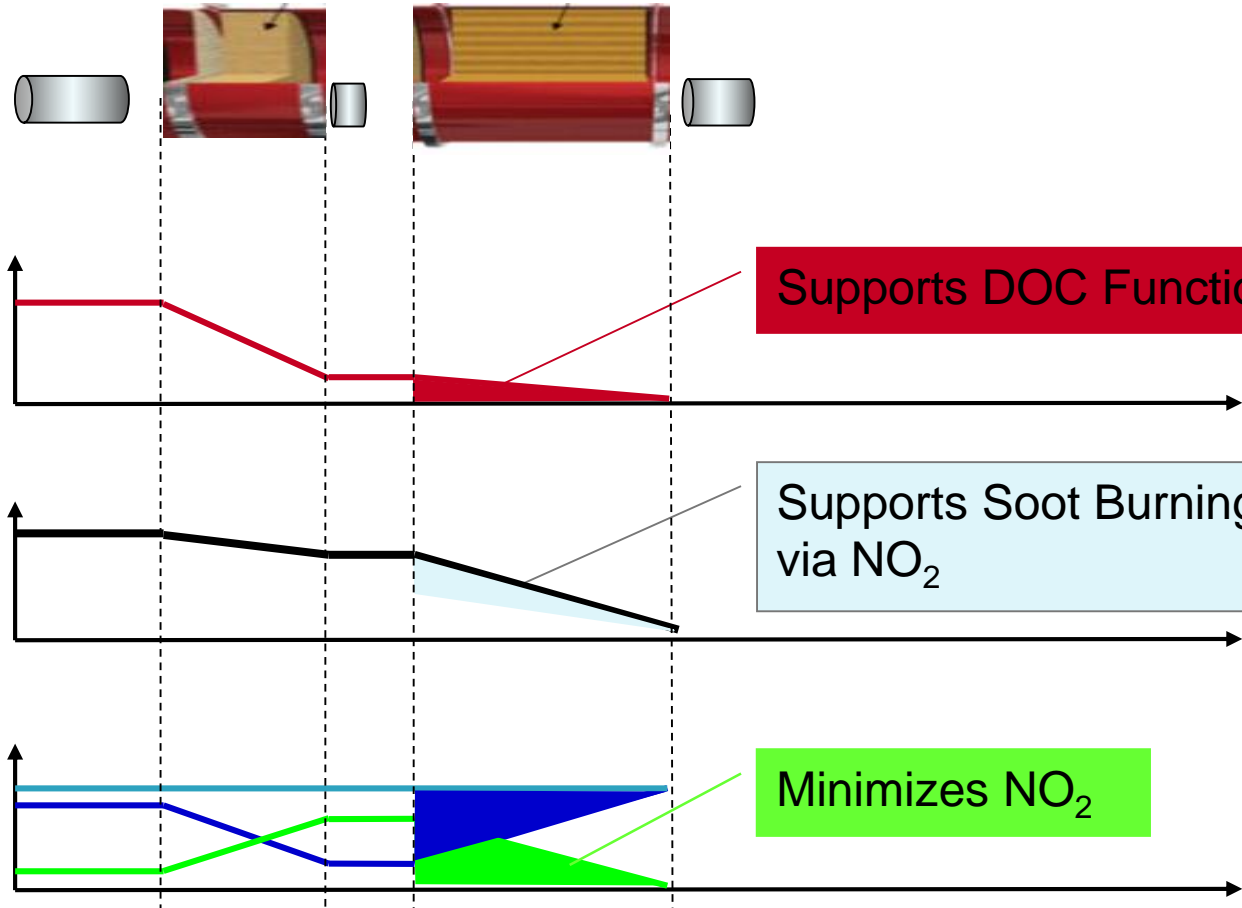 Supports DOC Functio
Supports Soot Burning
via NO₂
Minimizes NO₂